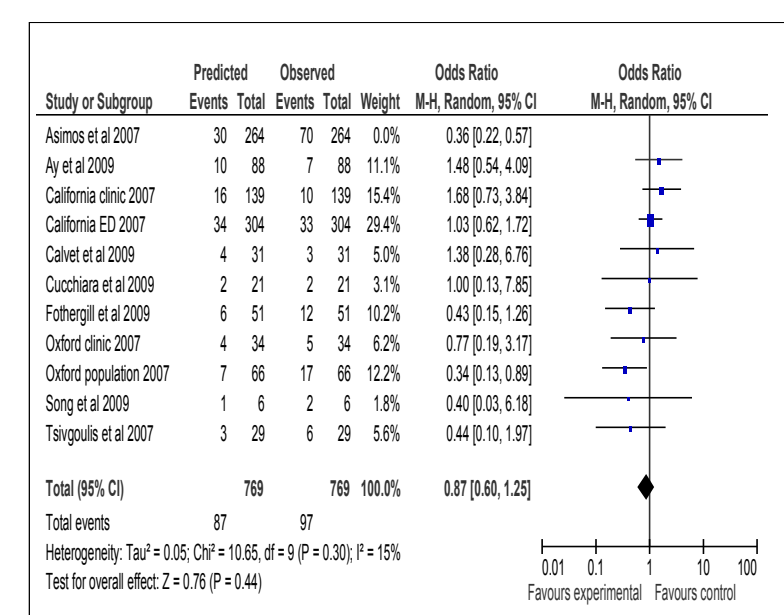 Predicted Observed Odds Ratio Odds Ratio
Study or Subgroup Events Total Events Total Weight M-H, Random, 95% CI M-H, Random, 95% CI
Asimos et al 2007 30 264 70 264 0.0% 0.36 [0.22, 0.57]
Ay et al 2009 10 88 7 88 11.1% 1.48 [0.54, 4.09]
California clinic 2007 16 139 10 139 15.4% 1.68 [0.73, 3.84]
California ED 2007 34 304 33 304 29.4% 1.03 [0.62, 1.72]
Calvet et al 2009 4 31 3 31 5.0% 1.38 [0.28, 6.76]
Cucchiara et al 2009 2 21 2 21 3.1% 1.00 [0.13, 7.85]
Fothergill et al 2009 6 51 12 51 10.2% 0.43 [0.15, 1.26]
Oxford clinic 2007 4 34 5 34 6.2% 0.77 [0.19, 3.17]
Oxford population 2007 7 66 17 66 12.2% 0.34 [0.13, 0.89]
Song et al 2009 1 6 2 6 1.8% 0.40 [0.03, 6.18]
Tsivgoulis et al 2007 3 29 6 29 5.6% 0.44 [0.10, 1.97]
Total (95% CI) 769 769 100.0% 0.87 [0.60, 1.25]
Total events 87 97
Heterogeneity: Tau² = 0.05; Chi² = 10.65, df = 9 (P = 0.30); I² = 15%
Test for overall effect: Z = 0.76 (P = 0.44)
0.01 0.1 1 10 100
Favours experimental Favours control